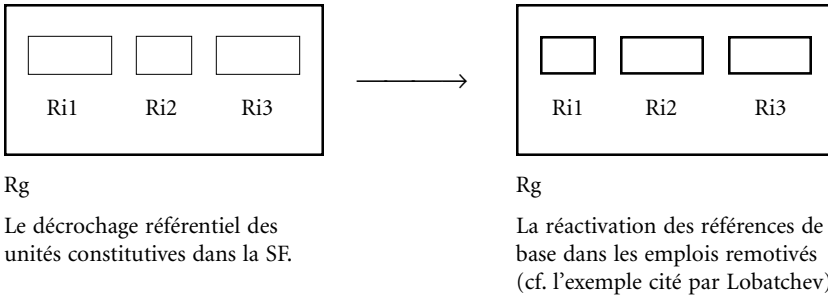 Ri1 Ri2 Ri3
Rg
Le décrochage référentiel des
unités constitutives dans la SF.
Ri1 Ri2 Ri3
Rg
La réactivation des références de
base dans les emplois remotivés
(cf. l'exemple cité par Lobatchev)